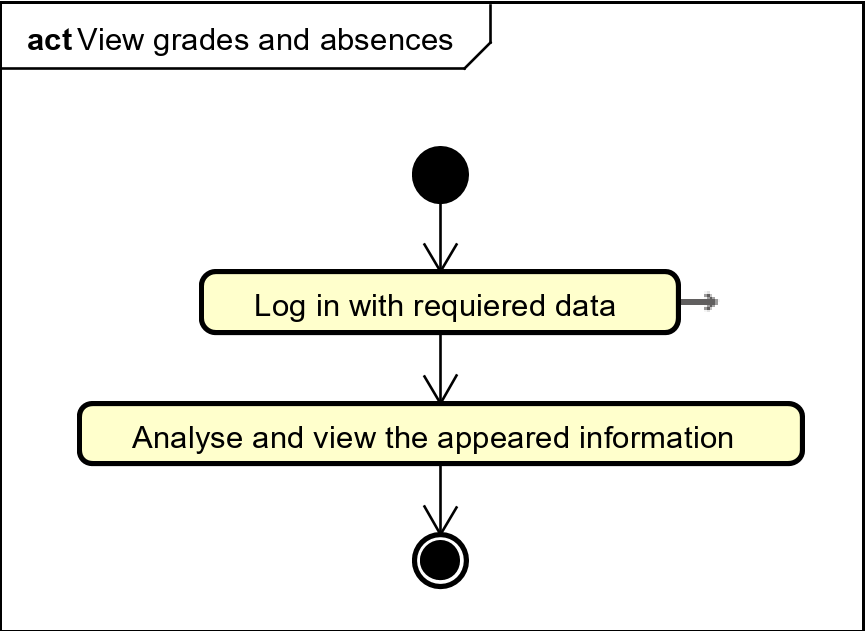 act View grades and absences
Log in with requiered data
Analyse and view the appeared information